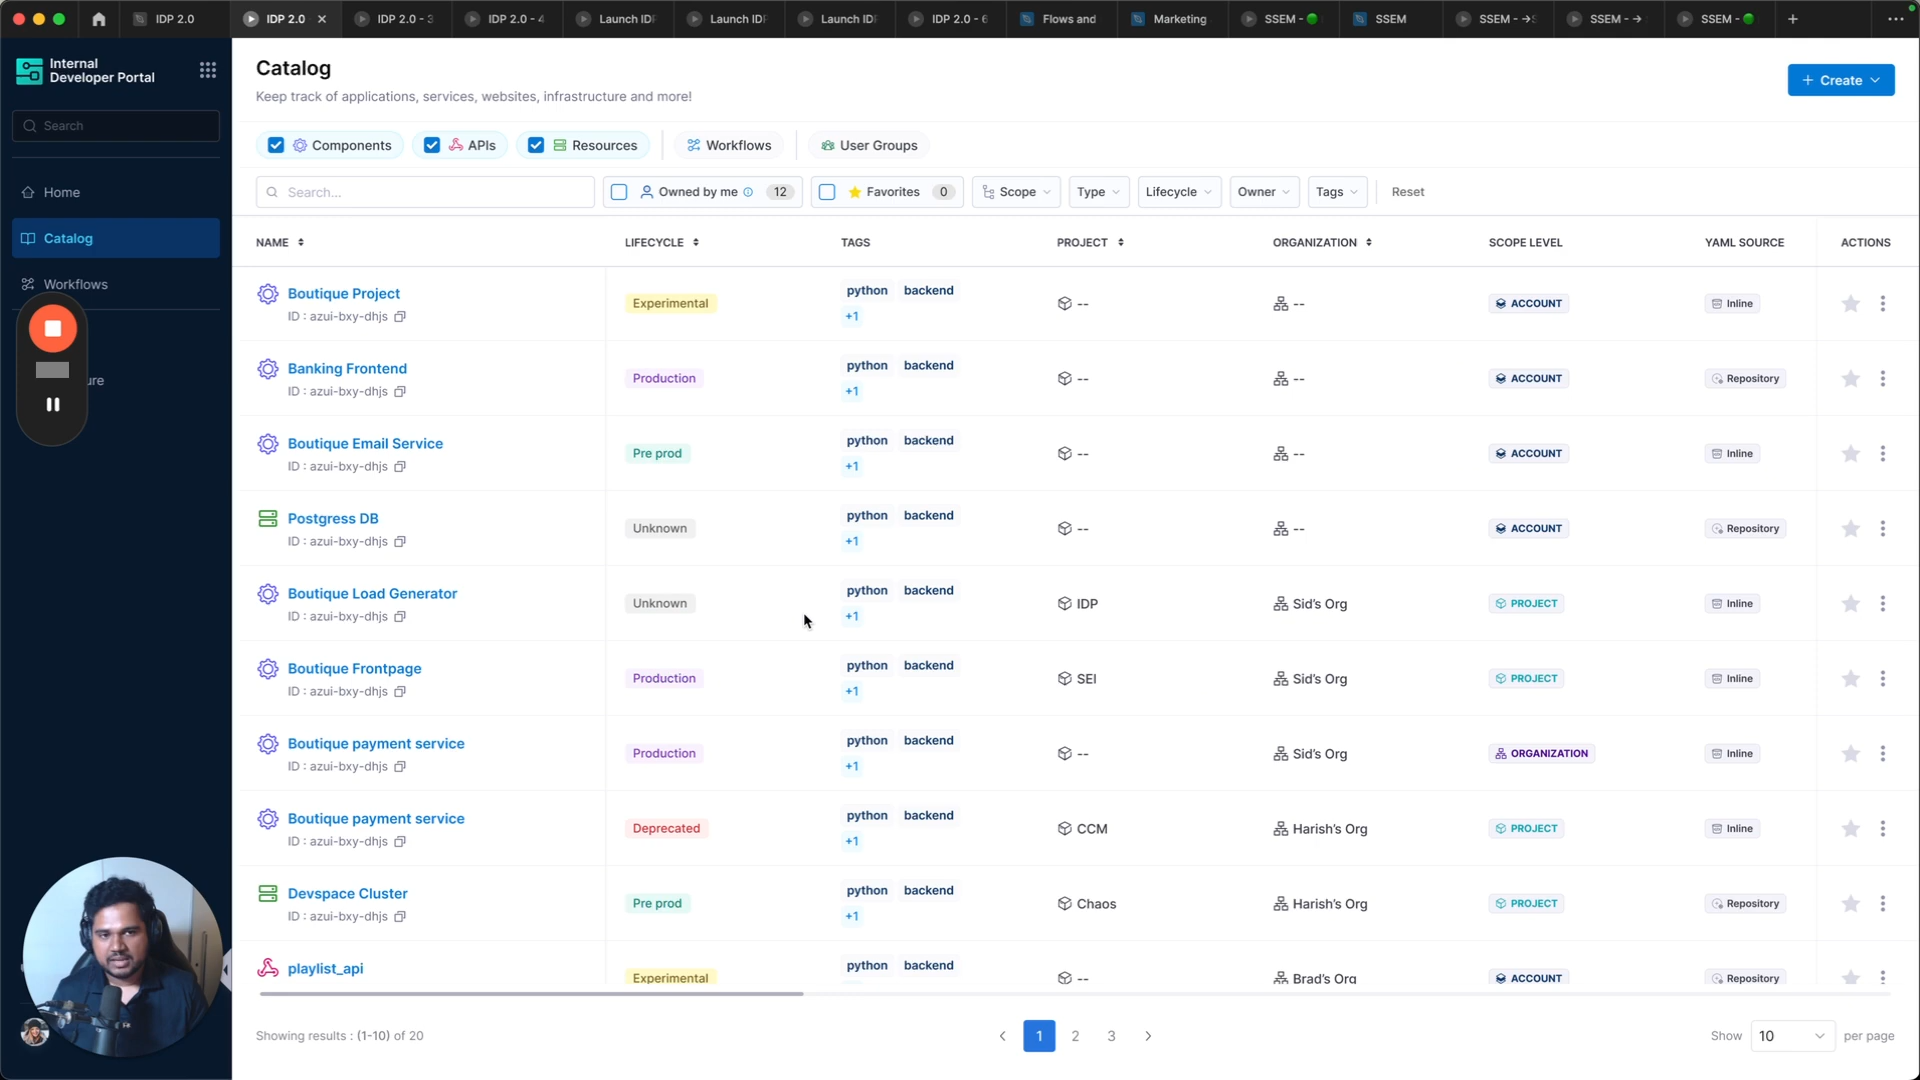 IDP 2.0
IDP 2.0
IDP 2.0 - 3
IDP 2.0 - 4
Launch ID
Launch ID
Launch ID
IDP 2.0 - 6
Flows and
Marketing
SSEM -
SSEM
SSEM - →
SSEM - →
SSEM -
Internal
Developer Portal
Search
Home
Catalog
Workflows
ure
Catalog
Keep track of applications, services, websites, infrastructure and more!
+ Create
Components
APIs
Resources
Workflows
User Groups
Search...
Owned by me 12
Favorites 0
Scope
Type
Lifecycle
Owner
Tags
Reset
NAME LIFECYCLE TAGS PROJECT ORGANIZATION SCOPE LEVEL YAML SOURCE ACTIONS
Boutique Project
ID : azui-bxy-dhjs
Experimental
python backend
+1
--
--
ACCOUNT
Inline
Banking Frontend
ID : azui-bxy-dhjs
Production
python backend
+1
--
--
ACCOUNT
Repository
Boutique Email Service
ID : azui-bxy-dhjs
Pre prod
python backend
+1
--
--
ACCOUNT
Inline
Postgress DB
ID : azui-bxy-dhjs
Unknown
python backend
+1
--
--
ACCOUNT
Repository
Boutique Load Generator
ID : azui-bxy-dhjs
Unknown
python backend
+1
IDP
Sid's Org
PROJECT
Inline
Boutique Frontpage
ID : azui-bxy-dhjs
Production
python backend
+1
SEI
Sid's Org
PROJECT
Inline
Boutique payment service
ID : azui-bxy-dhjs
Production
python backend
+1
--
Sid's Org
ORGANIZATION
Inline
Boutique payment service
ID : azui-bxy-dhjs
Deprecated
python backend
+1
CCM
Harish's Org
PROJECT
Inline
Devspace Cluster
ID : azui-bxy-dhjs
Pre prod
python backend
+1
Chaos
Harish's Org
PROJECT
Repository
playlist_api
Experimental
python backend
--
Brad's Org
ACCOUNT
Repository
Showing results : (1-10) of 20
1 2 3
Show 10 per page